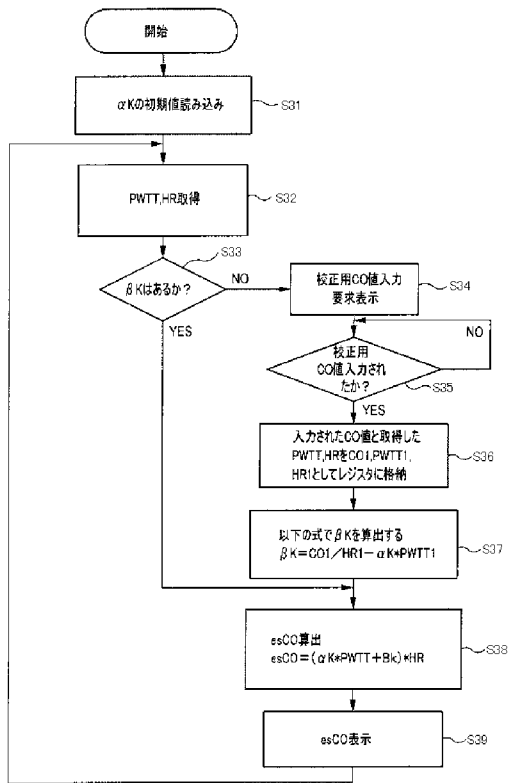 開始
αKの初期値読み込み
S31
PWTT,HR取得
S32
S33
βKはあるか?
NO
YES
校正用CO値入力
要求表示
S34
NO
校正用
CO値入力され
たか?
S35
YES
入力されたCO値と取得した
PWTT,HRをCO1,PWTT1,
HR1としてレジスタに格納
S36
以下の式でβKを算出する
βK=CO1/HR1-αK*PWTT1
S37
esCO算出
esCO=(αK*PWTT+Bk)*HR
S38
esCO表示
S39